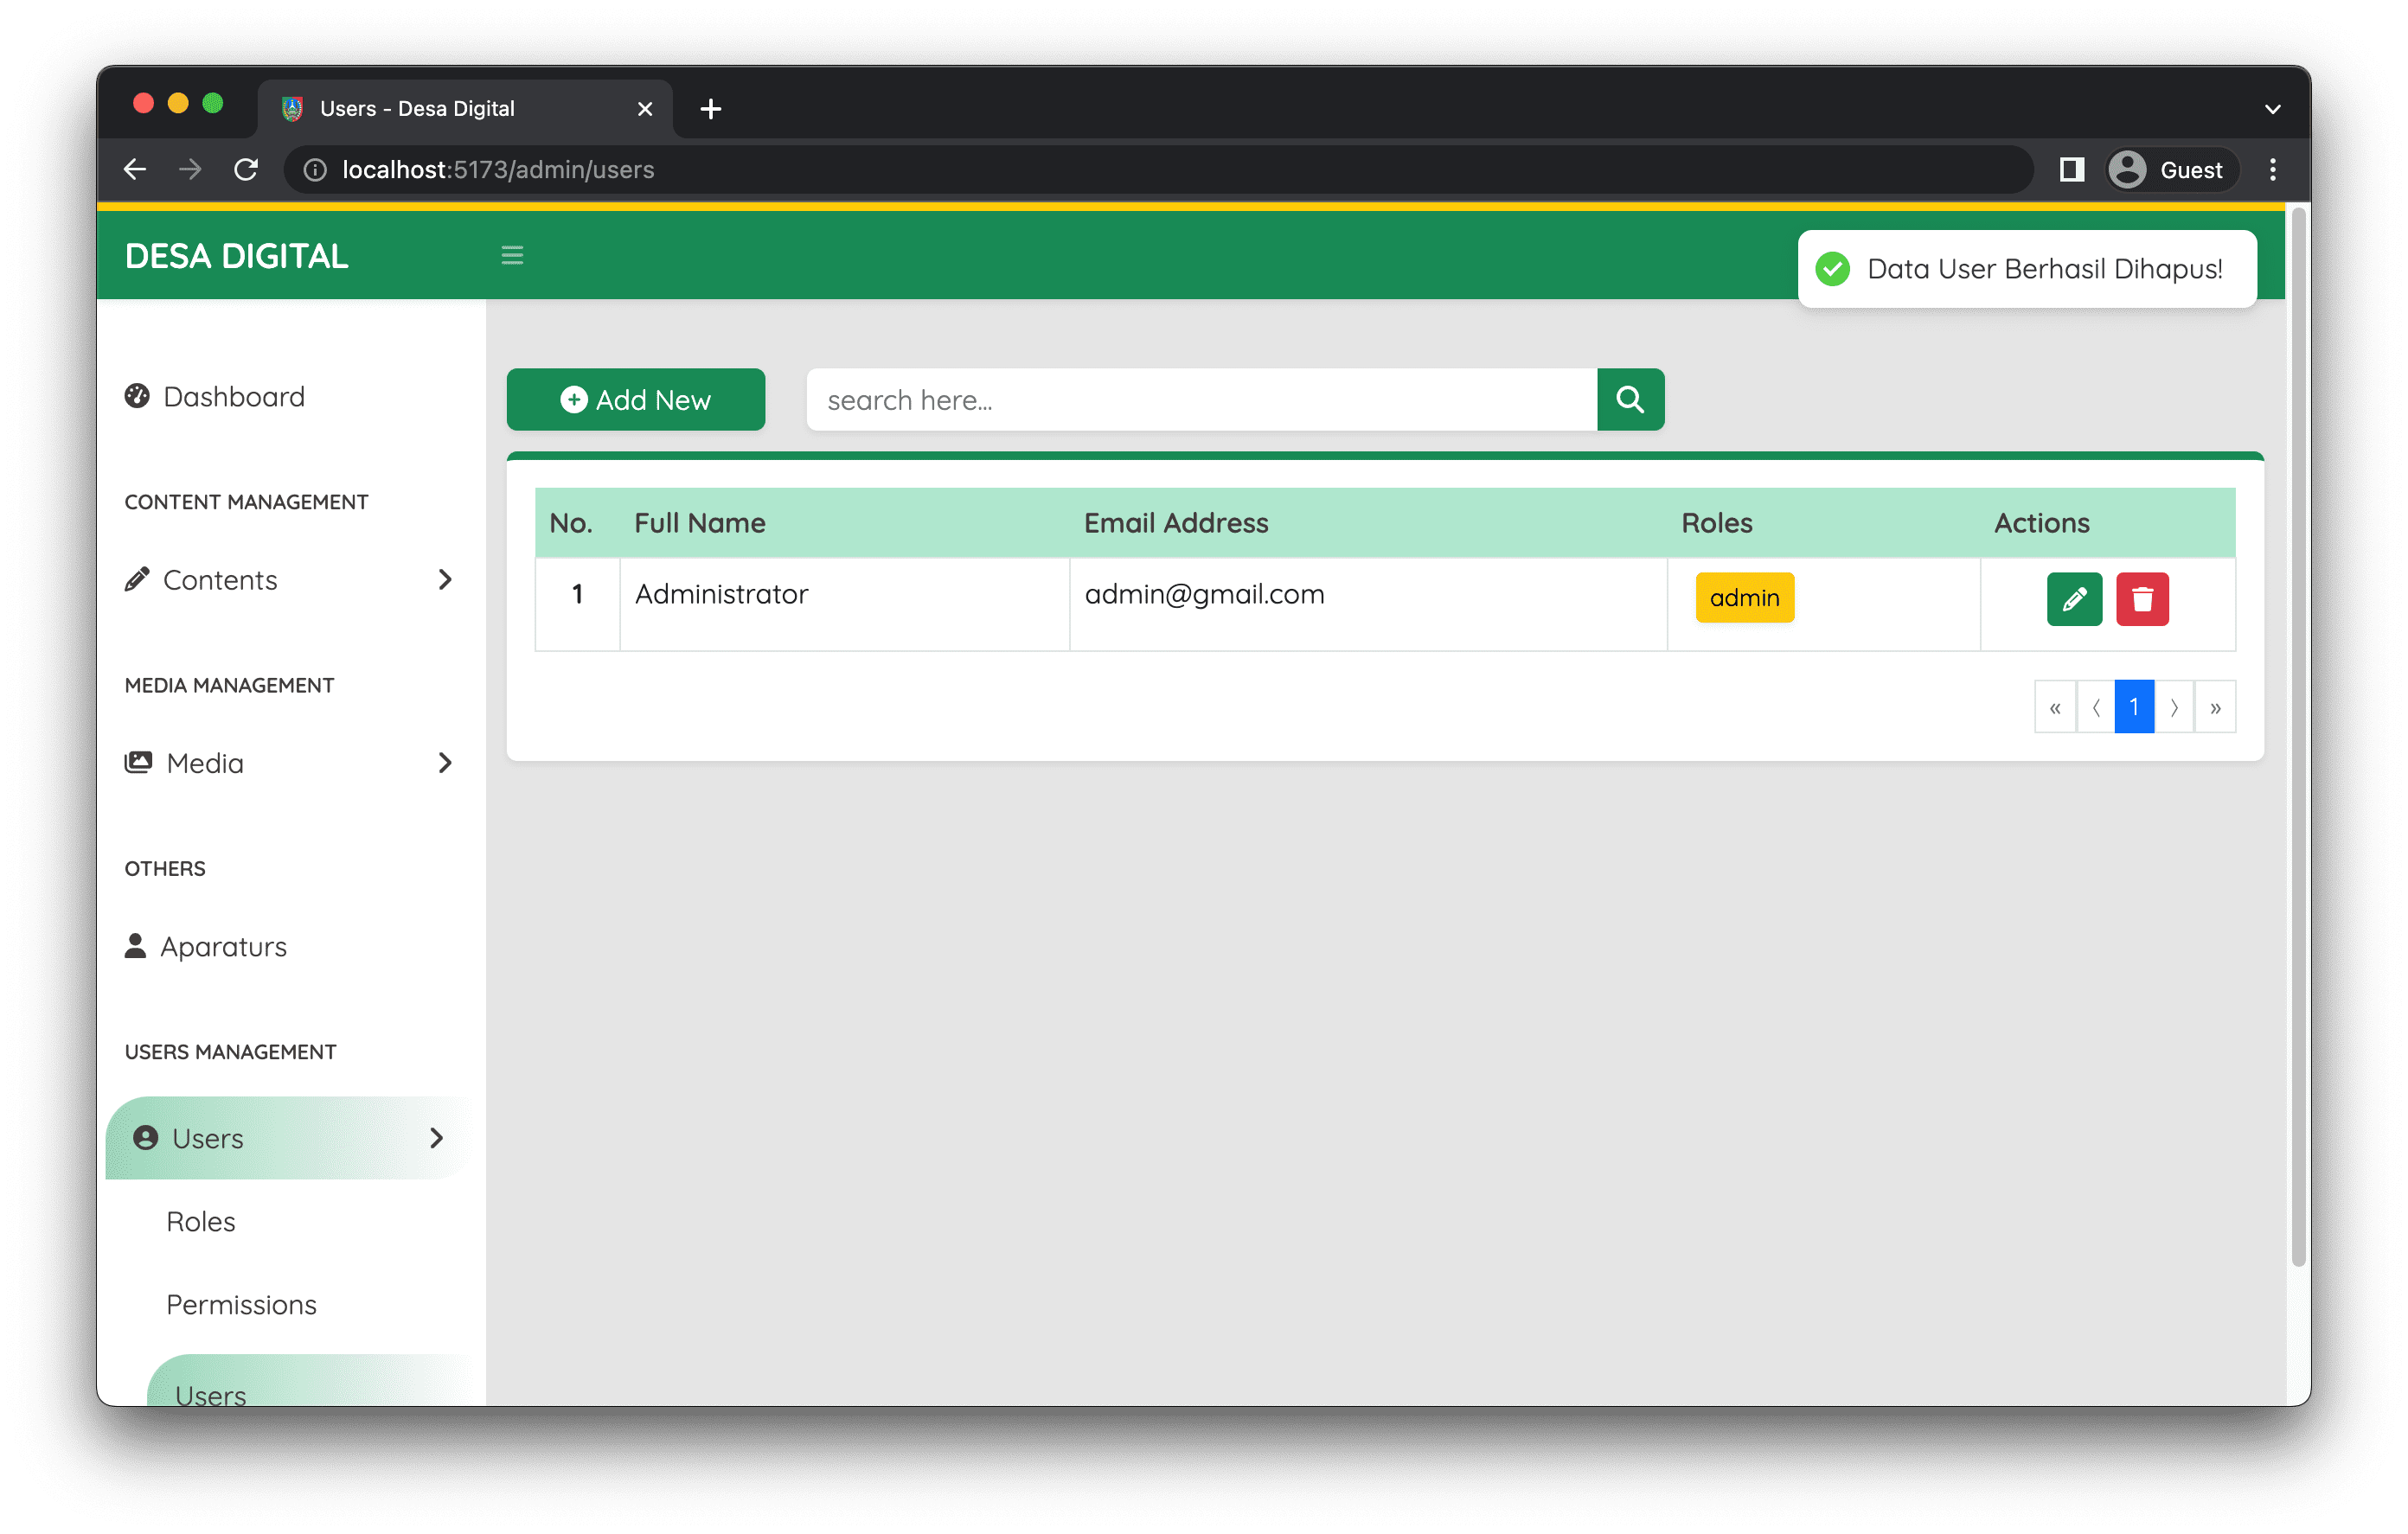 Users - Desa Digital
localhost:5173/admin/users
Guest
DESA DIGITAL
Data User Berhasil Dihapus!
Dashboard
CONTENT MANAGEMENT
Contents
MEDIA MANAGEMENT
Media
OTHERS
Aparaturs
USERS MANAGEMENT
Users
Roles
Permissions
Users
Add New
search here...
No. Full Name Email Address Roles Actions
1 Administrator admin@gmail.com admin
« ‹ 1 › »